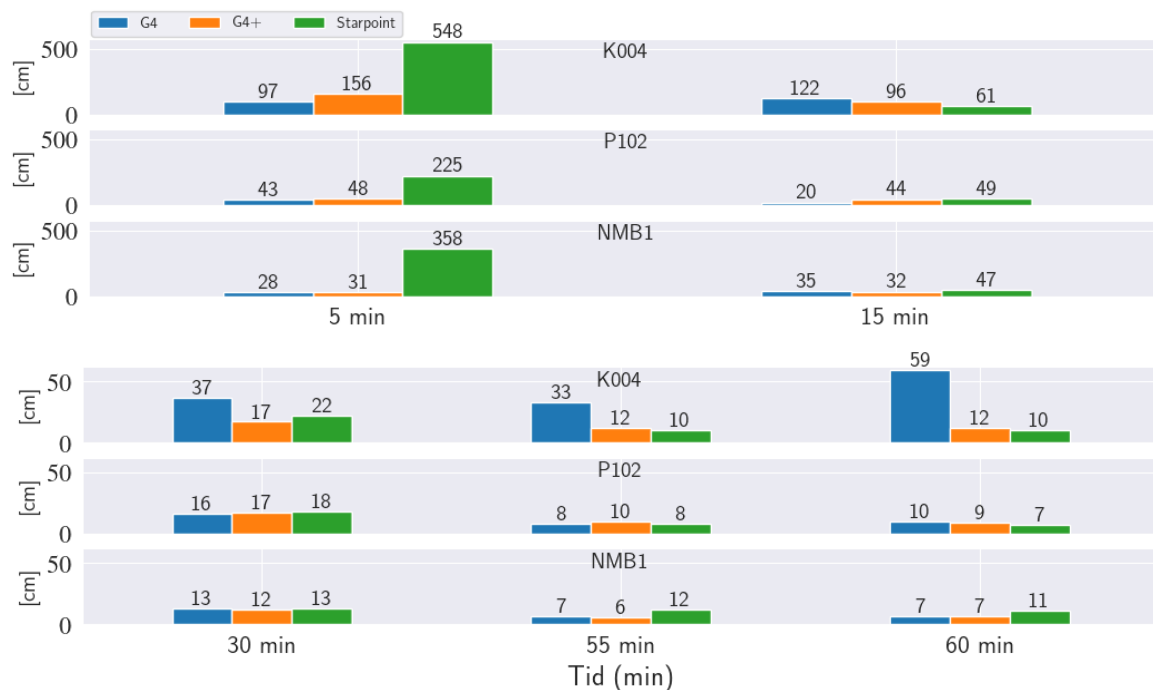 G4 G4+ Starpoint
548
500 K004
156
97 122 96 61
[cm]
0
500 P102
225
43 48 20 44 49
[cm]
0
500 NMB1
358
28 31 35 32 47
[cm]
0
5 min 15 min
59
50 K004
37 17 22 33 12 10 12 10
[cm]
0
50 P102
16 17 18 8 10 8 10 9 7
[cm]
0
50 NMB1
13 12 13 7 6 12 7 7 11
[cm]
0
30 min 55 min 60 min
Tid (min)